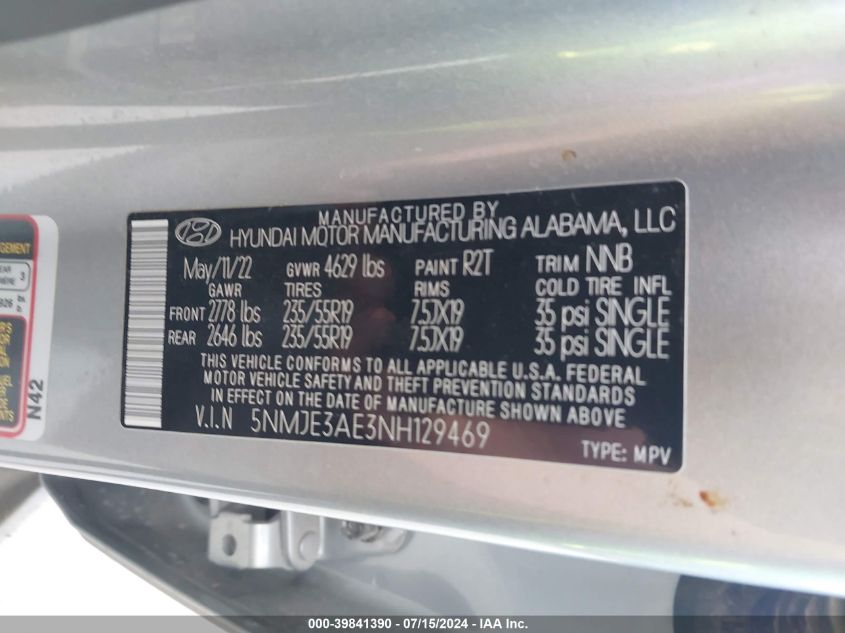 MANUFACTURED BY
HYUNDAI MOTOR MANUFACTURING ALABAMA, LLC
May/11/22 GVWR 4629 lbs PAINT R2T TRIM NNB
GAWR TIRES RIMS COLD TIRE INFL
FRONT 2778 lbs 235/55R19 7.5JX19 35 psi SINGLE
REAR 2646 lbs 235/55R19 7.5JX19 35 psi SINGLE
THIS VEHICLE CONFORMS TO ALL APPLICABLE U.S.A. FEDERAL
MOTOR VEHICLE SAFETY AND THEFT PREVENTION STANDARDS
IN EFFECT ON THE DATE OF MANUFACTURE SHOWN ABOVE
V.I.N 5NMJE3AE3NH129469
TYPE: MPV
N42
000-39841390 - 07/15/2024 - IAA Inc.